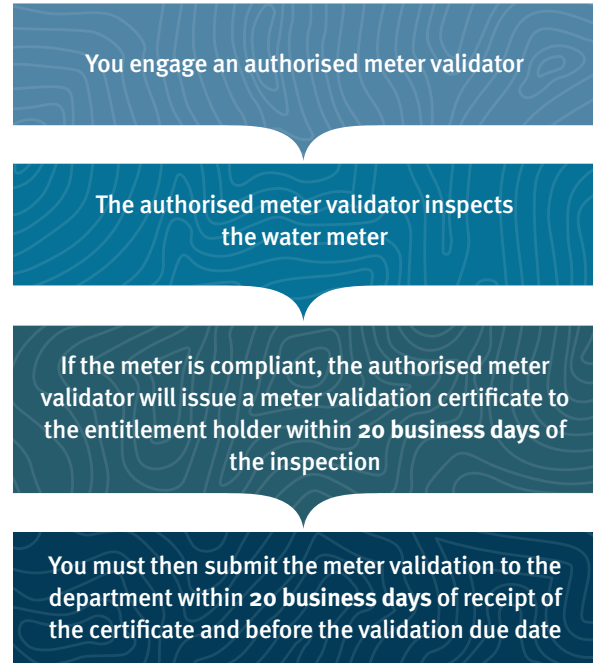 You engage an authorised meter validator
The authorised meter validator inspects
the water meter
If the meter is compliant, the authorised meter
validator will issue a meter validation certificate to
the entitlement holder within 20 business days of
the inspection
You must then submit the meter validation to the
department within 20 business days of receipt of
the certificate and before the validation due date